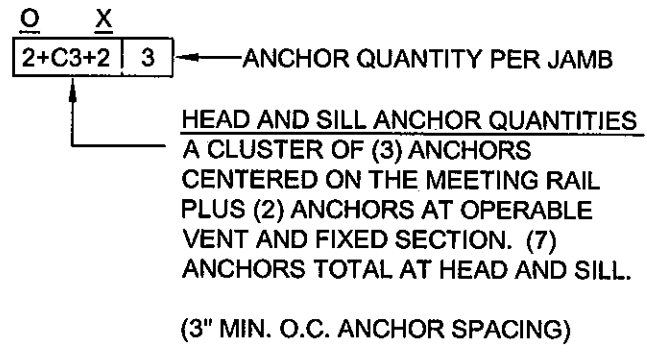 O X
2+C3+2 3 ANCHOR QUANTITY PER JAMB
HEAD AND SILL ANCHOR QUANTITIES
A CLUSTER OF (3) ANCHORS
CENTERED ON THE MEETING RAIL
PLUS (2) ANCHORS AT OPERABLE
VENT AND FIXED SECTION. (7)
ANCHORS TOTAL AT HEAD AND SILL.
(3" MIN. O.C. ANCHOR SPACING)